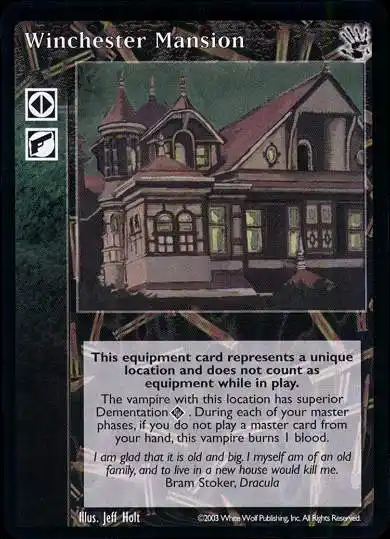 Winchester Mansion
This equipment card represents a unique
location and does not count as
equipment while in play.
The vampire with this location has superior
Dementation . During each of your master
phases, if you do not play a master card from
your hand, this vampire burns 1 blood.
I am glad that it is old and big. I myself am of an old
family, and to live in a new house would kill me.
Bram Stoker, Dracula
Illus. Jeff Holt
©2003 White Wolf Publishing, Inc. All Rights Reserved.